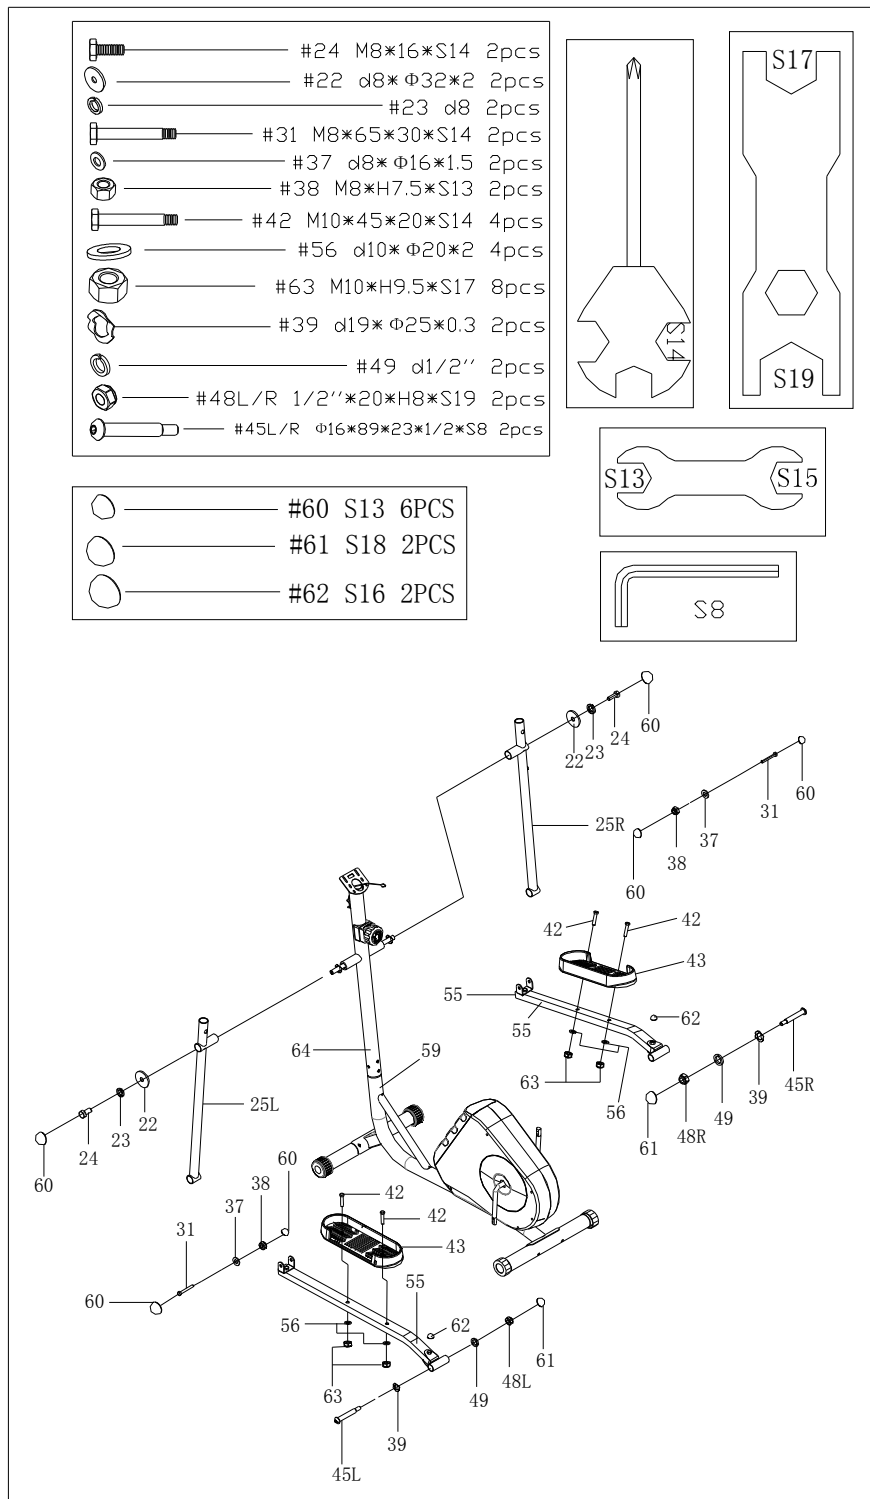 #24 M8*16*S14 2pcs
#22 d8*Φ32*2 2pcs
#23 d8 2pcs
#31 M8*65*30*S14 2pcs
#37 d8*Φ16*1.5 2pcs
#38 M8*H7.5*S13 2pcs
#42 M10*45*20*S14 4pcs
#56 d10*Φ20*2 4pcs
#63 M10*H9.5*S17 8pcs
#39 d19*Φ25*0.3 2pcs
#49 d1/2'' 2pcs
#48L/R 1/2''*20*H8*S19 2pcs
#45L/R Φ16*89*23*1/2*S8 2pcs
S14
S17
S19
S13 S15
#60 S13 6PCS
#61 S18 2PCS
#62 S16 2PCS
S8
60
24
23
22
60
31
37
38
60
25R
42
42
43
55
55
62
63
56
45R
39
49
48R
61
64
59
25L
22
23
24
60
60
38
37
31
60
42
42
43
55
56
62
63
61
48L
49
39
45L